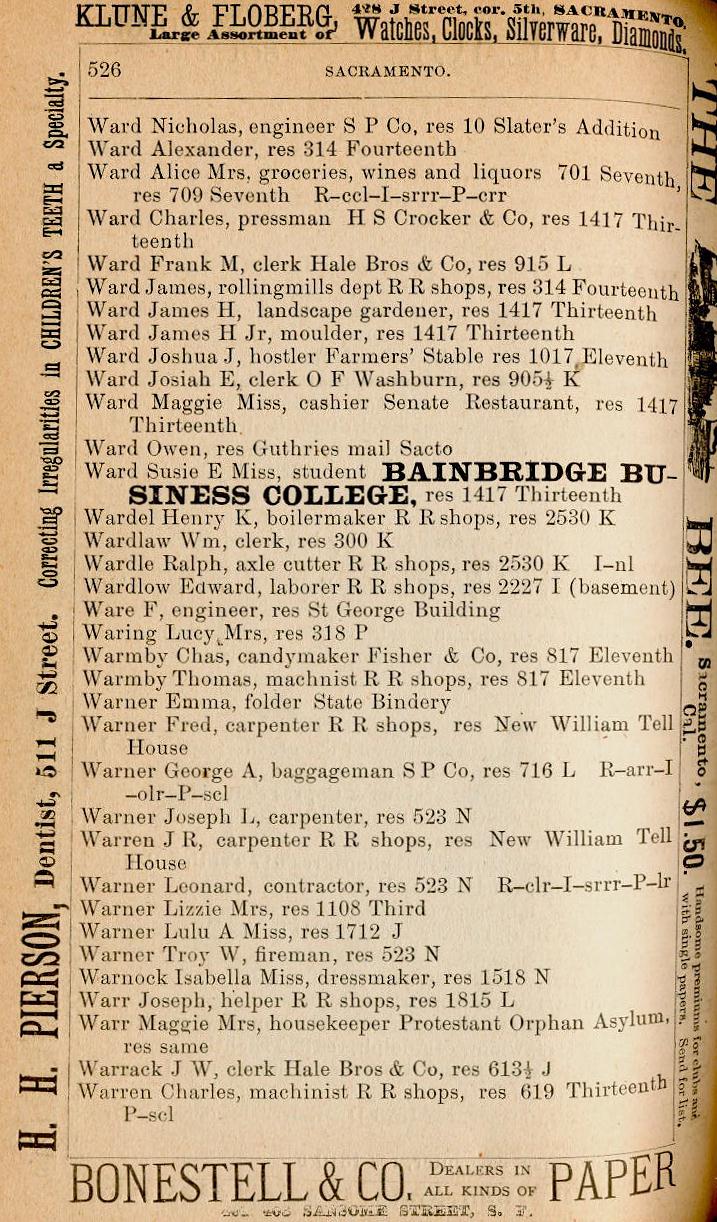 KLUNE & FLOBERG, 428 J Street, cor. 5th, SACRAMENTO,
Large Assortment of Watches, Clocks, Silverware, Diamonds,
526 SACRAMENTO.
Ward Nicholas, engineer S P Co, res 10 Slater's Addition
Ward Alexander, res 314 Fourteenth
Ward Alice Mrs, groceries, wines and liquors 701 Seventh,
res 709 Seventh R-ccl-I-srrr-P-crr
Ward Charles, pressman H S Crocker & Co, res 1417 Thir-
teenth
Ward Frank M, clerk Hale Bros & Co, res 915 L
Ward James, rollingmills dept R R shops, res 314 Fourteenth
Ward James H, landscape gardener, res 1417 Thirteenth
Ward James H Jr, moulder, res 1417 Thirteenth
Ward Joshua J, hostler Farmers' Stable res 1017 Eleventh
Ward Josiah E, clerk O F Washburn, res 905½ K
Ward Maggie Miss, cashier Senate Restaurant, res 1417
Thirteenth
Ward Owen, res Guthries mail Sacto
Ward Susie E Miss, student BAINBRIDGE BU-
SINESS COLLEGE, res 1417 Thirteenth
Wardel Henry K, boilermaker R R shops, res 2530 K
Wardlaw Wm, clerk, res 300 K
Wardle Ralph, axle cutter R R shops, res 2530 K I-nl
Wardlow Edward, laborer R R shops, res 2227 I (basement)
Ware F, engineer, res St George Building
Waring Lucy Mrs, res 318 P
Warmby Chas, candymaker Fisher & Co, res 817 Eleventh
Warmby Thomas, machnist R R shops, res 817 Eleventh
Warner Emma, folder State Bindery
Warner Fred, carpenter R R shops, res New William Tell
House
Warner George A, baggageman S P Co, res 716 L R-arr-I
-olr-P-scl
Warner Joseph L, carpenter, res 523 N
Warren J R, carpenter R R shops, res New William Tell
House
Warner Leonard, contractor, res 523 N R-clr-I-srrr-P-lr
Warner Lizzie Mrs, res 1108 Third
Warner Lulu A Miss, res 1712 J
Warner Troy W, fireman, res 523 N
Warnock Isabella Miss, dressmaker, res 1518 N
Warr Joseph, helper R R shops, res 1815 L
Warr Maggie Mrs, housekeeper Protestant Orphan Asylum,
res same
Warrack J W, clerk Hale Bros & Co, res 613½ J
Warren Charles, machinist R R shops, res 619 Thirteenth
P-scl
BONESTELL & CO. DEALERS IN
ALL KINDS OF PAPER
SANSOME STREET, S. F.
H. H. PIERSON, Dentist, 511 J Street. Correcting Irregularities in CHILDREN'S TEETH a Specialty.
THE BEE. Sacramento, Cal. $1.50. Handsome premiums for clubs and
with single papers. Send for list.